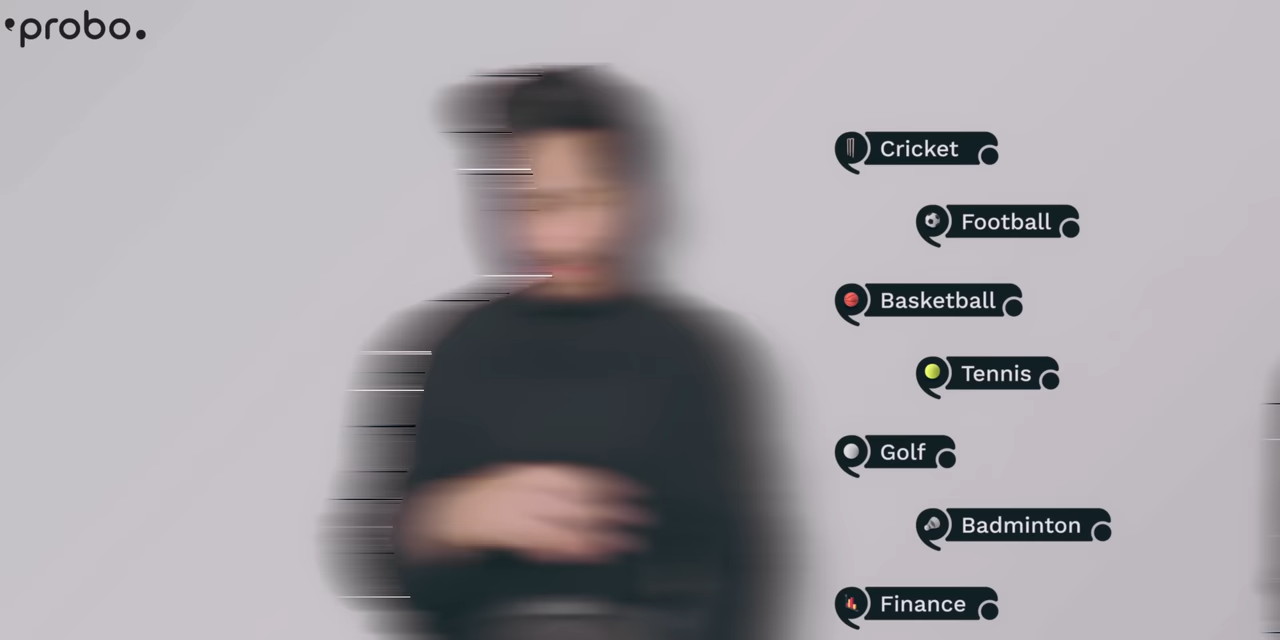 probo.
Cricket
Football
Basketball
Tennis
Golf
Badminton
Finance